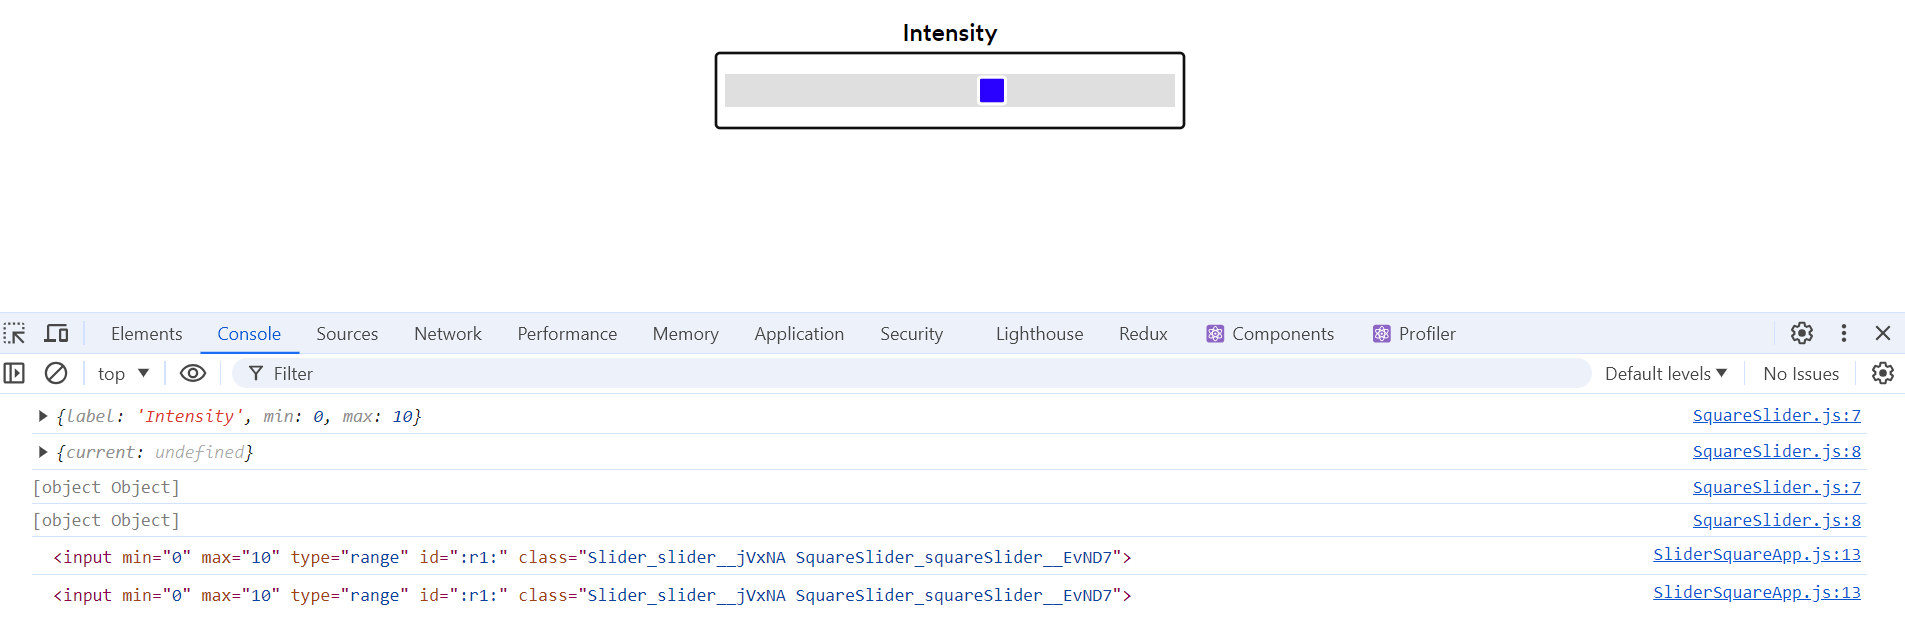 Intensity
Elements Console Sources Network Performance Memory Application Security Lighthouse Redux Components Profiler
top Filter Default levels No Issues
{label: 'Intensity', min: 0, max: 10} SquareSlider.js:7
{current: undefined} SquareSlider.js:8
[object Object] SquareSlider.js:7
[object Object] SquareSlider.js:8
<input min="0" max="10" type="range" id=":r1:" class="Slider_slider__jVxNA SquareSlider_squareSlider__EvND7"> SliderSquareApp.js:13
<input min="0" max="10" type="range" id=":r1:" class="Slider_slider__jVxNA SquareSlider_squareSlider__EvND7"> SliderSquareApp.js:13